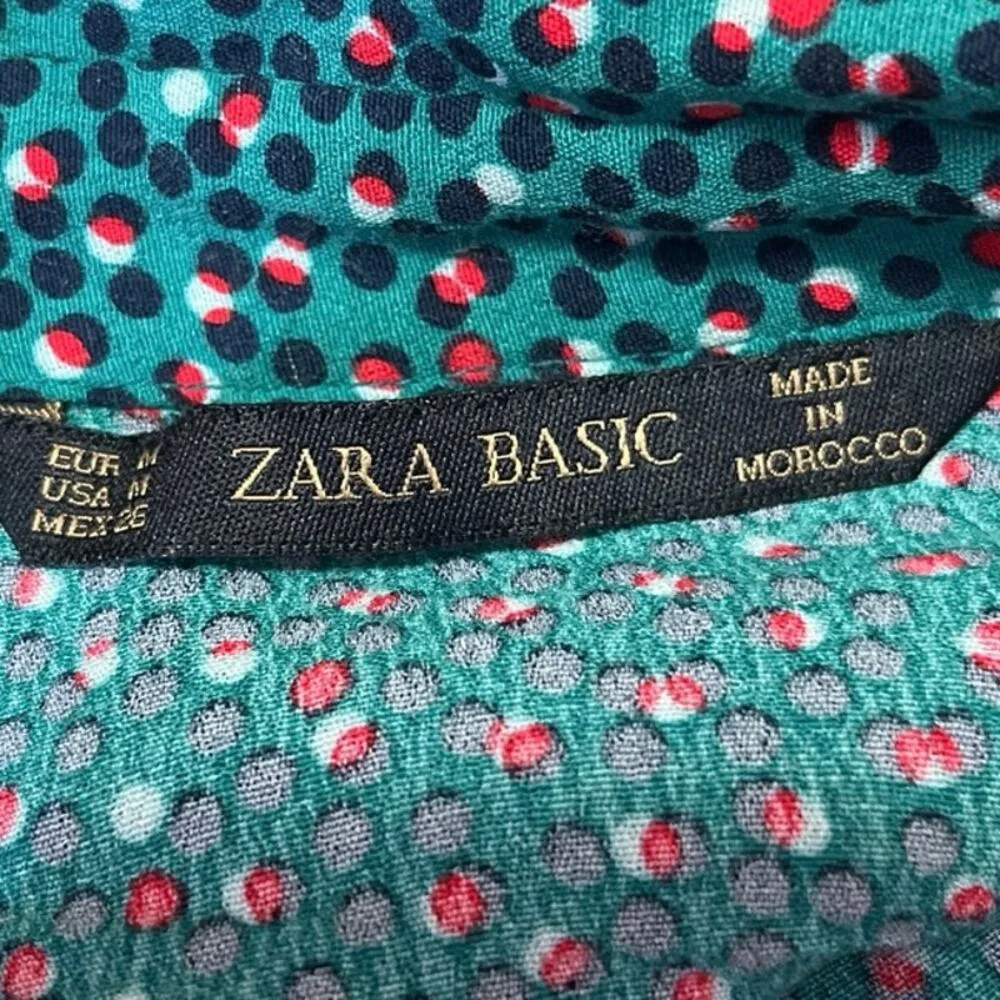 EUR M
USA M
MEX 26
ZARA BASIC
MADE
IN
MOROCCO